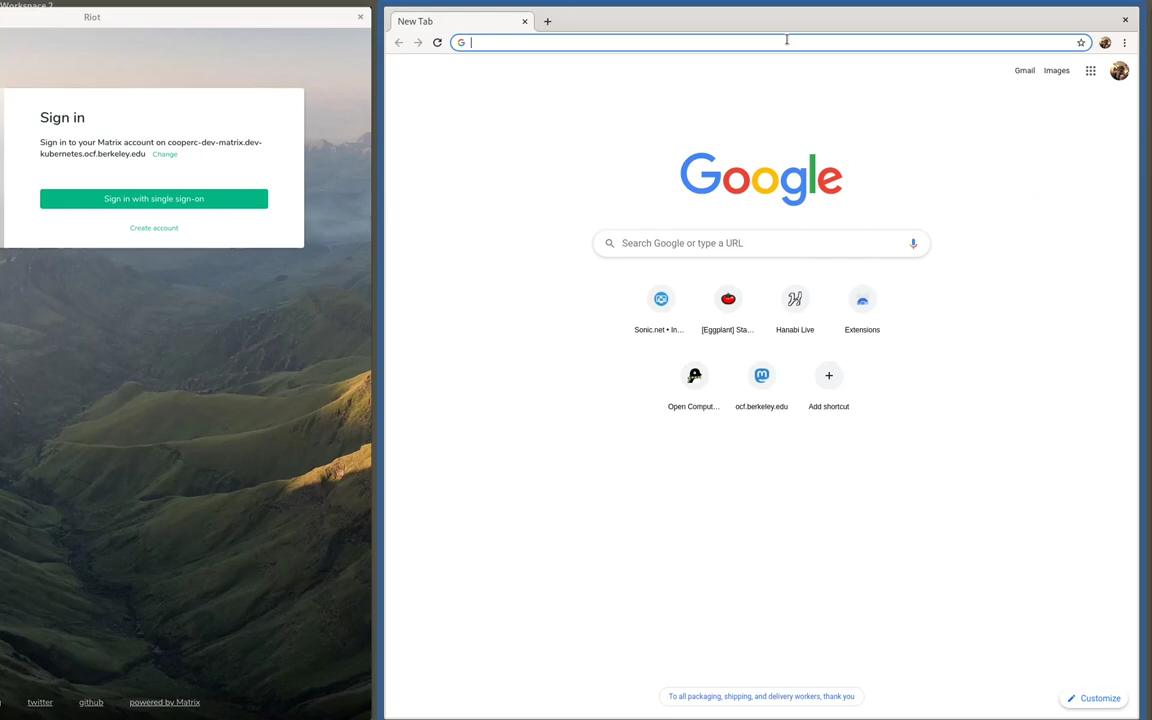 Workspace 2
Riot
Sign in
Sign in to your Matrix account on cooperc-dev-matrix.dev-
kubernetes.ocf.berkeley.edu Change
Sign in with single sign-on
Create account
twitter github powered by Matrix
New Tab
Gmail Images
Google
Search Google or type a URL
Sonic.net • In... [Eggplant] Sta... Hanabi Live Extensions
Open Comput... ocf.berkeley.edu Add shortcut
To all packaging, shipping, and delivery workers, thank you
Customize